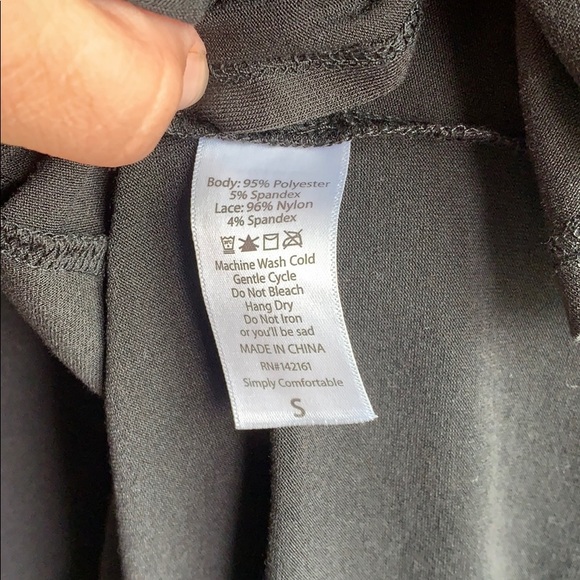 Body: 95% Polyester
5% Spandex
Lace: 96% Nylon
4% Spandex
Machine Wash Cold
Gentle Cycle
Do Not Bleach
Hang Dry
Do Not Iron
or you'll be sad
MADE IN CHINA
RN#142161
Simply Comfortable
S